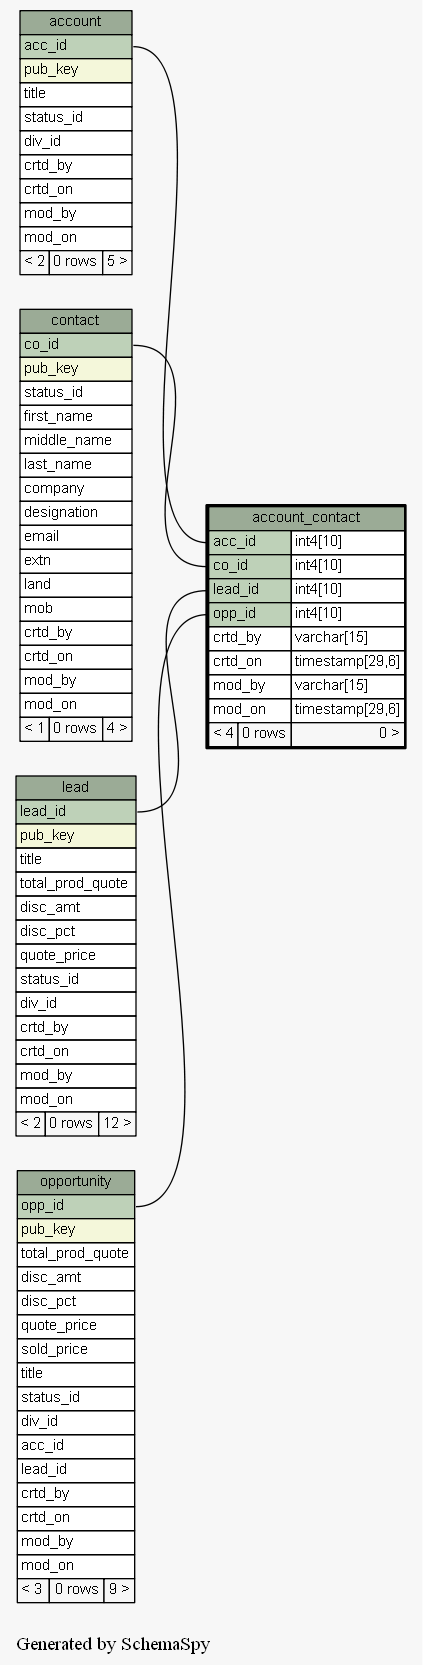 account
acc_id
pub_key
title
status_id
div_id
crtd_by
crtd_on
mod_by
mod_on
< 2 0 rows 5 >
contact
co_id
pub_key
status_id
first_name
middle_name
last_name
company
designation
email
extn
land
mob
crtd_by
crtd_on
mod_by
mod_on
< 1 0 rows 4 >
account_contact
acc_id int4[10]
co_id int4[10]
lead_id int4[10]
opp_id int4[10]
crtd_by varchar[15]
crtd_on timestamp[29,6]
mod_by varchar[15]
mod_on timestamp[29,6]
< 4 0 rows 0 >
lead
lead_id
pub_key
title
total_prod_quote
disc_amt
disc_pct
quote_price
status_id
div_id
crtd_by
crtd_on
mod_by
mod_on
< 2 0 rows 12 >
opportunity
opp_id
pub_key
total_prod_quote
disc_amt
disc_pct
quote_price
sold_price
title
status_id
div_id
acc_id
lead_id
crtd_by
crtd_on
mod_by
mod_on
< 3 0 rows 9 >
Generated by SchemaSpy